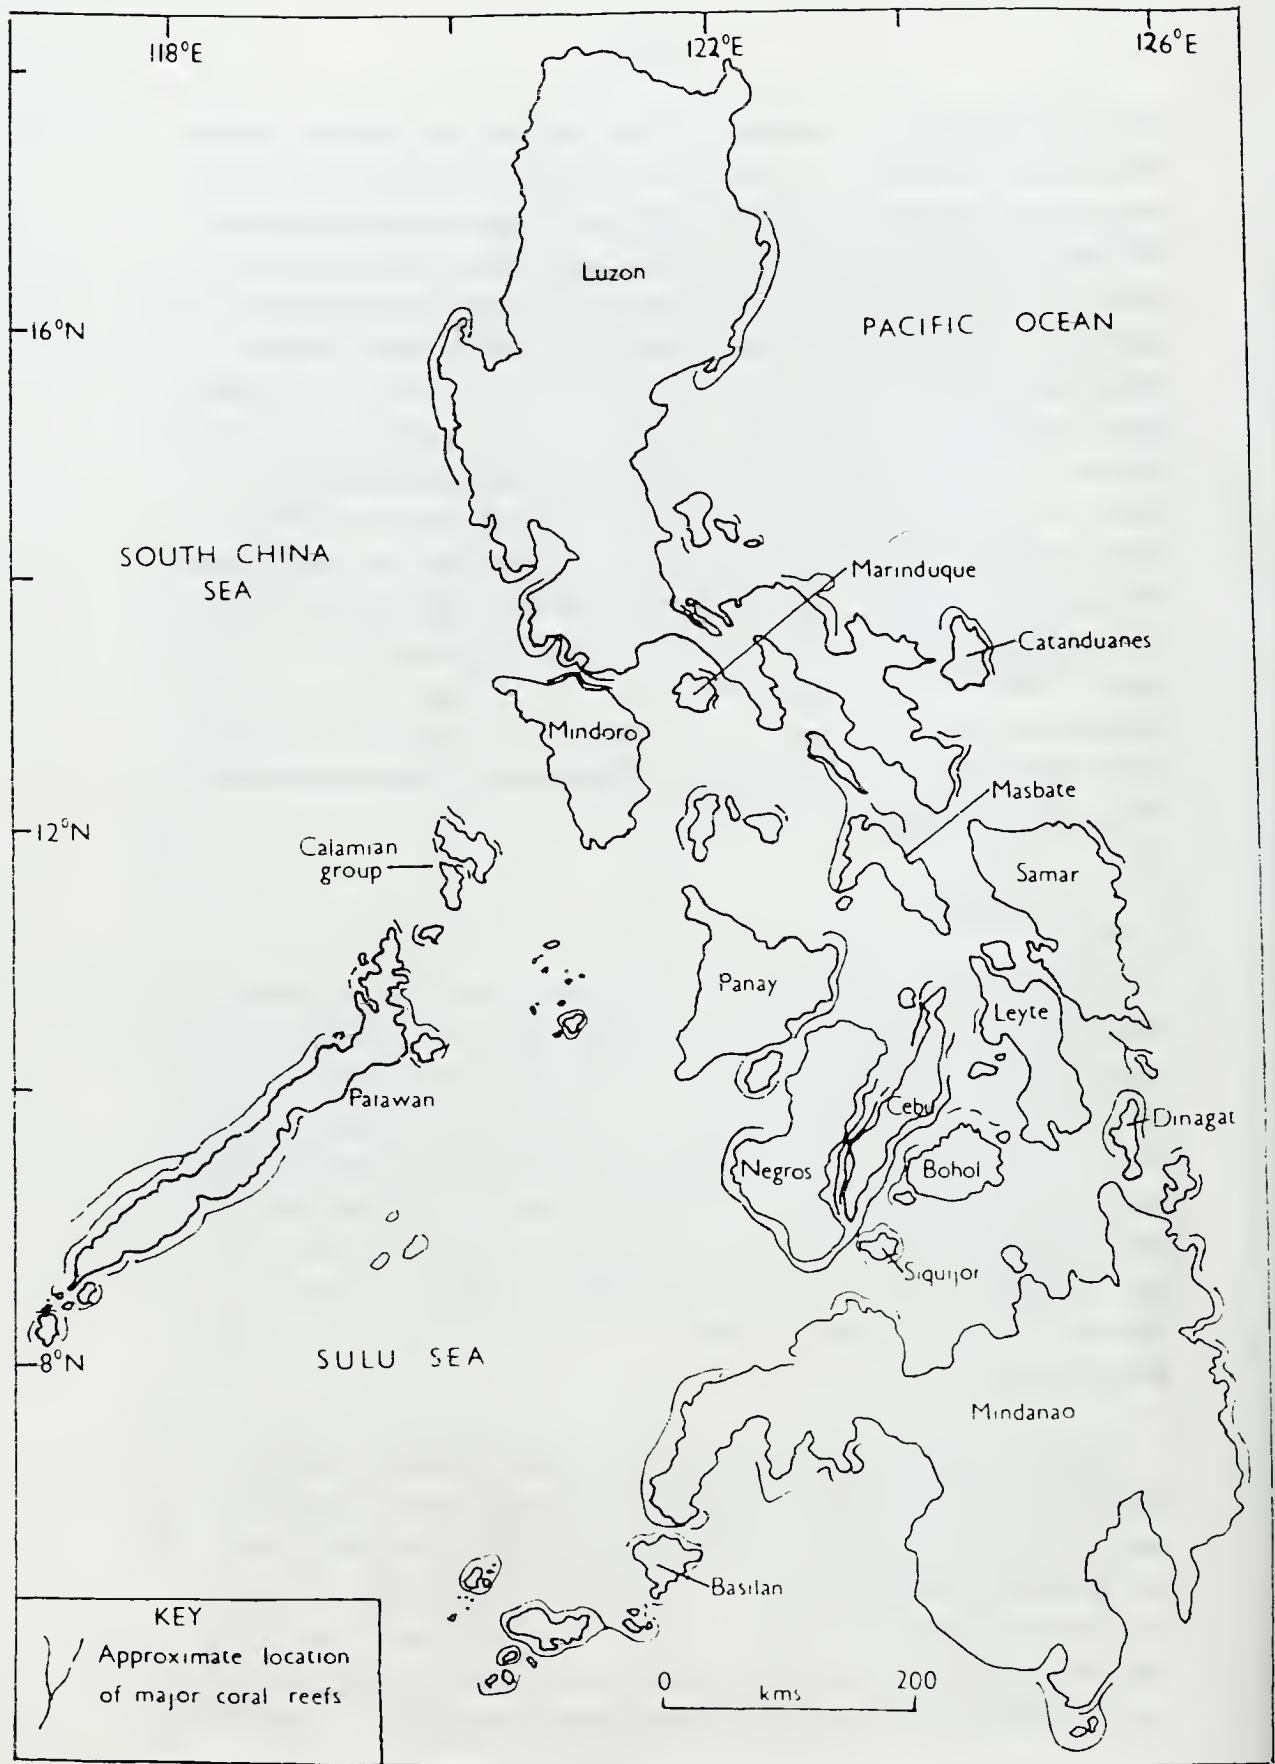 118°E
122°E
126°E
Luzon
16°N
PACIFIC OCEAN
SOUTH CHINA
SEA
Marinduque
Catanduanes
Mindoro
Masbate
12°N
Calamian
group
Samar
Panay
Leyte
Palawan
Cebu
Dinagat
Negros
Bohol
Siquijor
8°N
SULU SEA
Mindanao
Basilan
KEY
Approximate location
of major coral reefs
0
200
kms